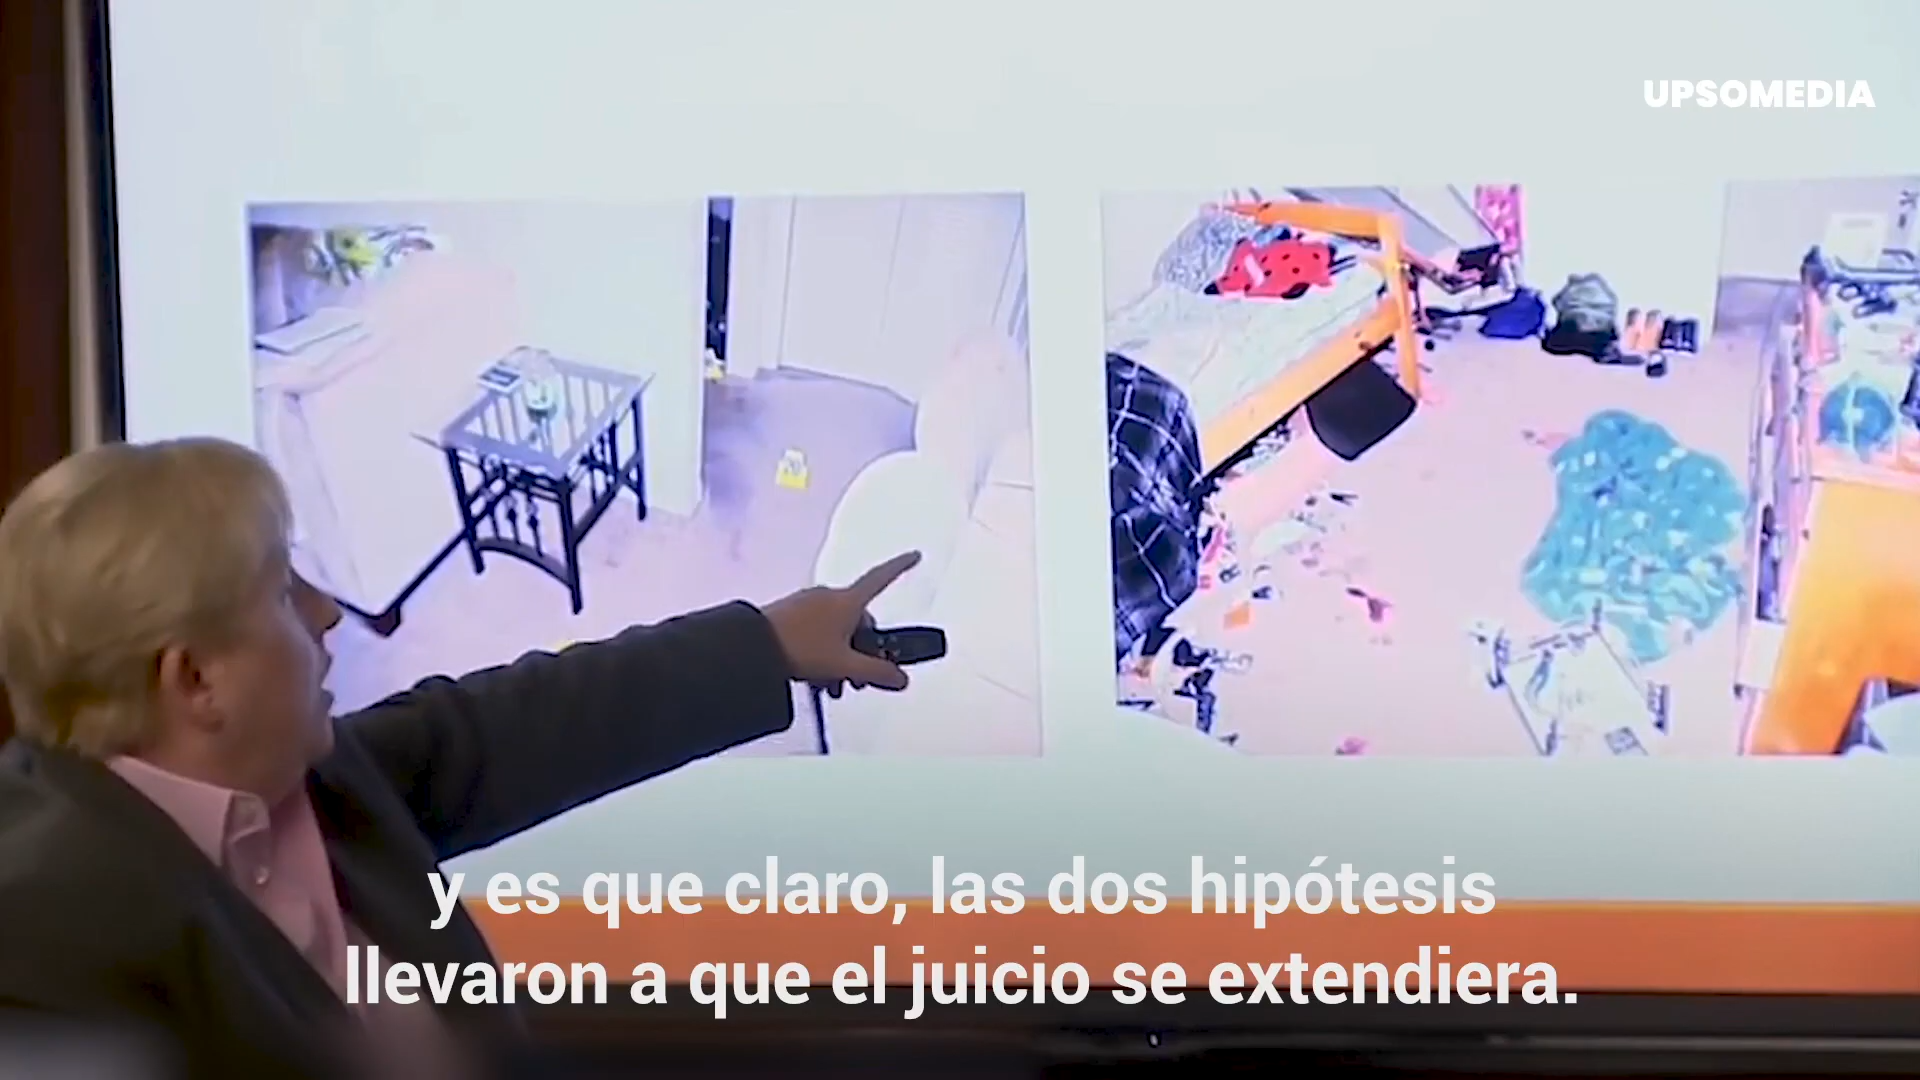 UPSOMEDIA
y es que claro, las dos hipótesis
llevaron a que el juicio se extendiera.